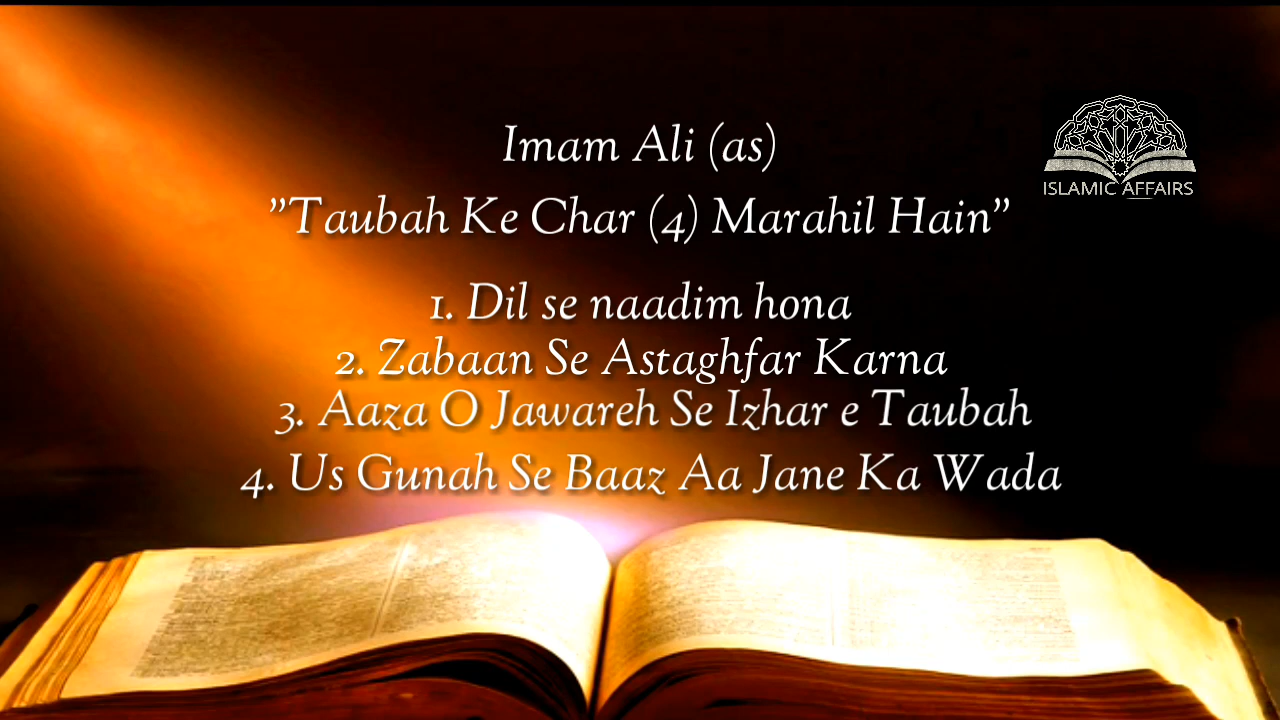 Imam Ali (as)
"Taubah Ke Char (4) Marahil Hain"
1. Dil se naadim hona
2. Zabaan Se Astaghfar Karna
3. Aaza O Jawareh Se Izhar e Taubah
4. Us Gunah Se Baaz Aa Jane Ka Wada
ISLAMIC AFFAIRS